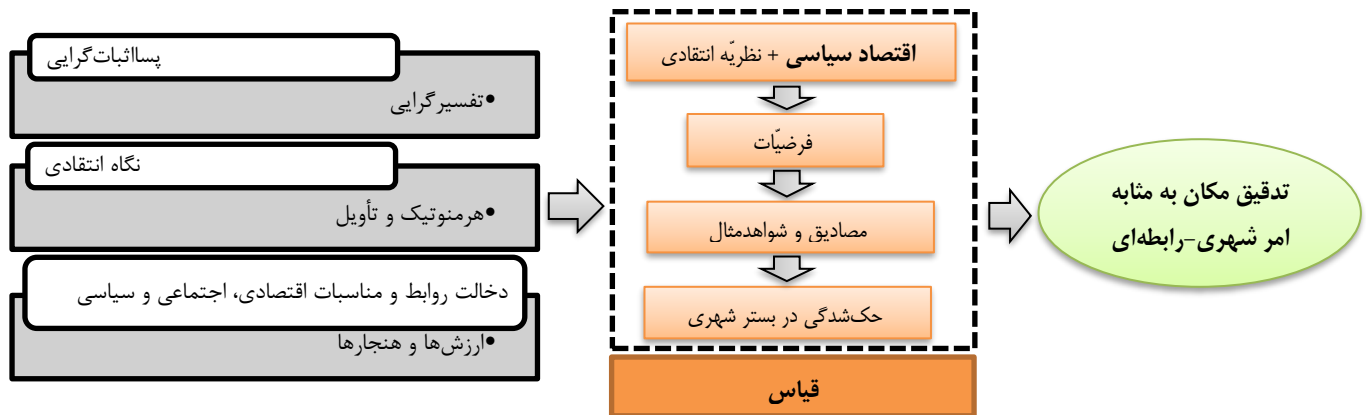 پسااثبات‌گرایی
•تفسیرگرایی
نگاه انتقادی
•هرمنوتیک و تأویل
دخالت روابط و مناسبات اقتصادی، اجتماعی و سیاسی
•ارزش‌ها و هنجارها
اقتصاد سیاسی + نظریّه انتقادی
فرضیّات
مصادیق و شواهدمثال
حک‌شدگی در بستر شهری
قیاس
تدقیق مکان به مثابه
امر شهری-رابطه‌ای